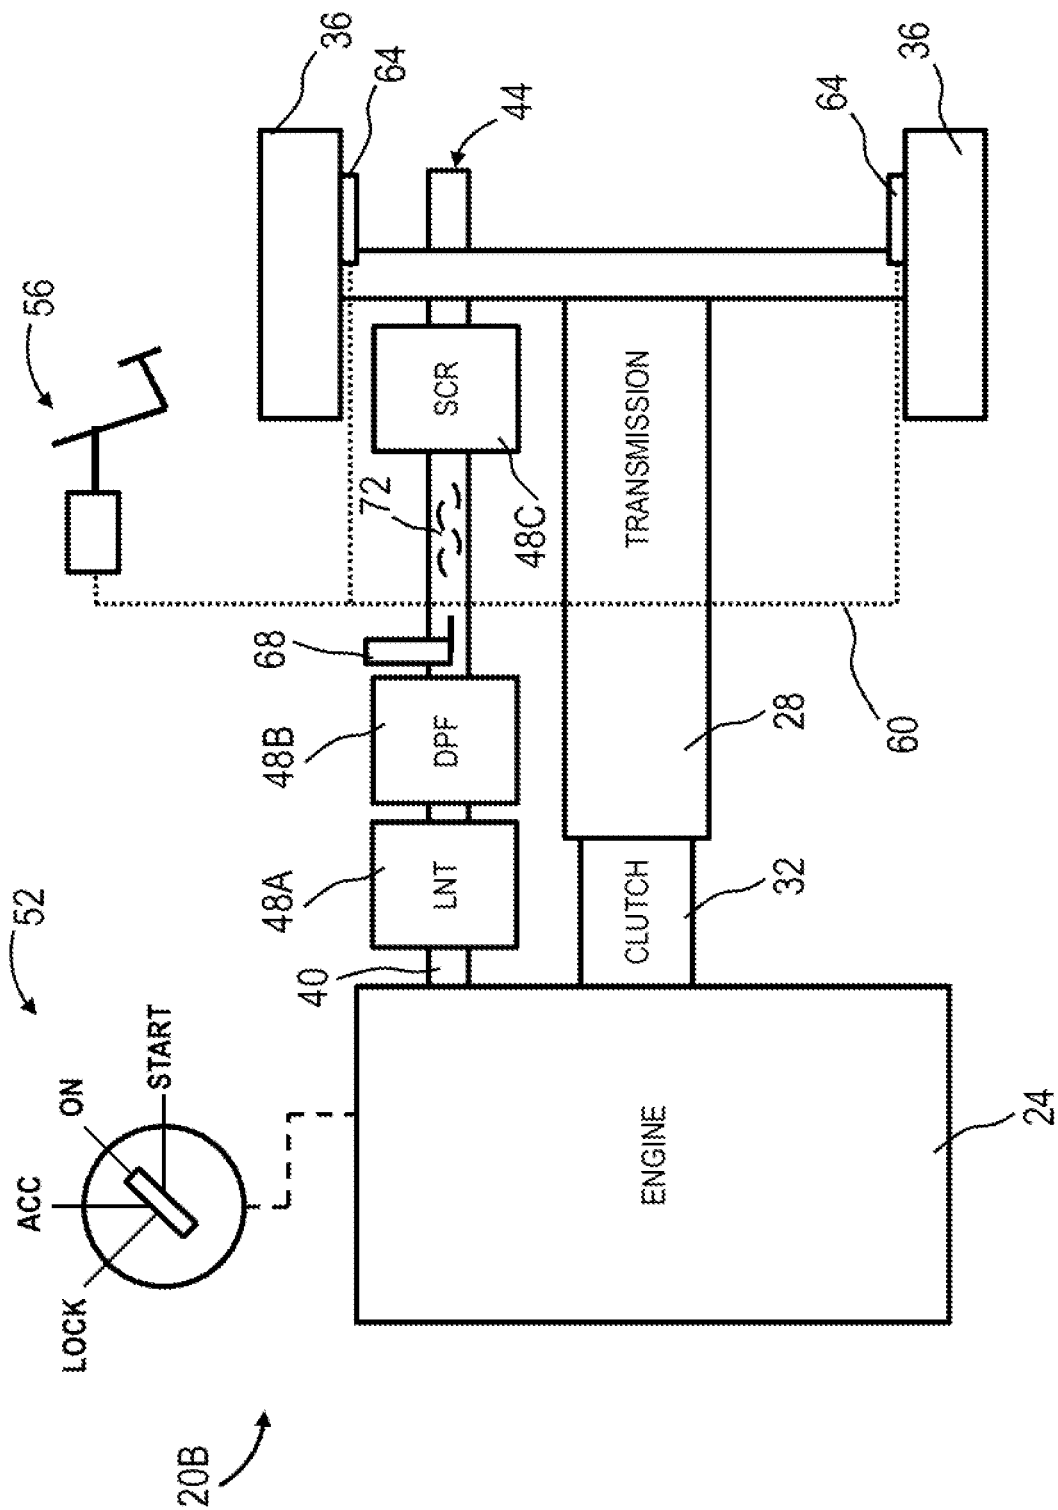 20B
52
LOCK
ACC
ON
START
56
36
64
44
40
48A
LNT
48B
DPF
68
72
48C
SCR
64
36
ENGINE
24
CLUTCH
32
28
TRANSMISSION
60